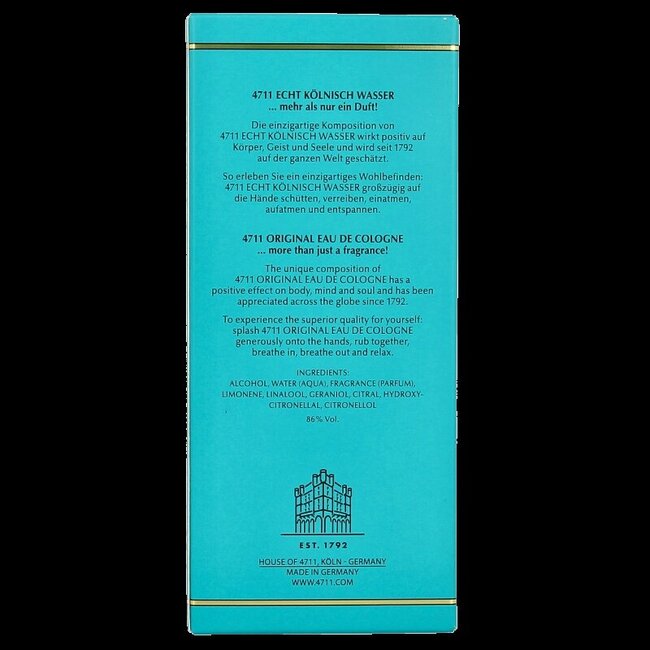 4711 ECHT KÖLNISCH WASSER
... mehr als nur ein Duft!
Die einzigartige Komposition von
4711 ECHT KÖLNISCH WASSER wirkt positiv auf
Körper, Geist und Seele und wird seit 1792
auf der ganzen Welt geschätzt.
So erleben Sie ein einzigartiges Wohlbefinden:
4711 ECHT KÖLNISCH WASSER großzügig auf
die Hände schütten, verreiben, einatmen,
aufatmen und entspannen.
4711 ORIGINAL EAU DE COLOGNE
... more than just a fragrance!
The unique composition of
4711 ORIGINAL EAU DE COLOGNE has a
positive effect on body, mind and soul and has been
appreciated across the globe since 1792.
To experience the superior quality for yourself:
splash 4711 ORIGINAL EAU DE COLOGNE
generously onto the hands, rub together,
breathe in, breathe out and relax.
INGREDIENTS:
ALCOHOL, WATER (AQUA), FRAGRANCE (PARFUM),
LIMONENE, LINALOOL, GERANIOL, CITRAL, HYDROXY-
CITRONELLAL, CITRONELLOL
86% Vol.
EST. 1792
HOUSE OF 4711, KÖLN - GERMANY
MADE IN GERMANY
WWW.4711.COM